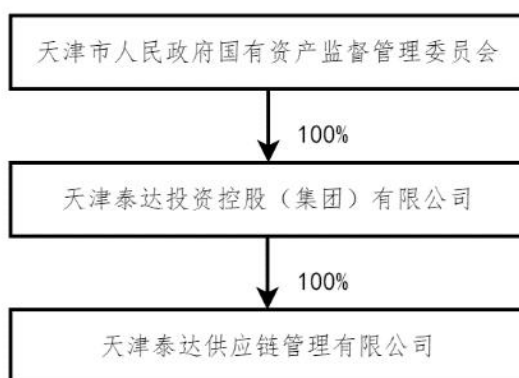 天津市人民政府国有资产监督管理委员会
100%
天津泰达投资控股（集团）有限公司
100%
天津泰达供应链管理有限公司